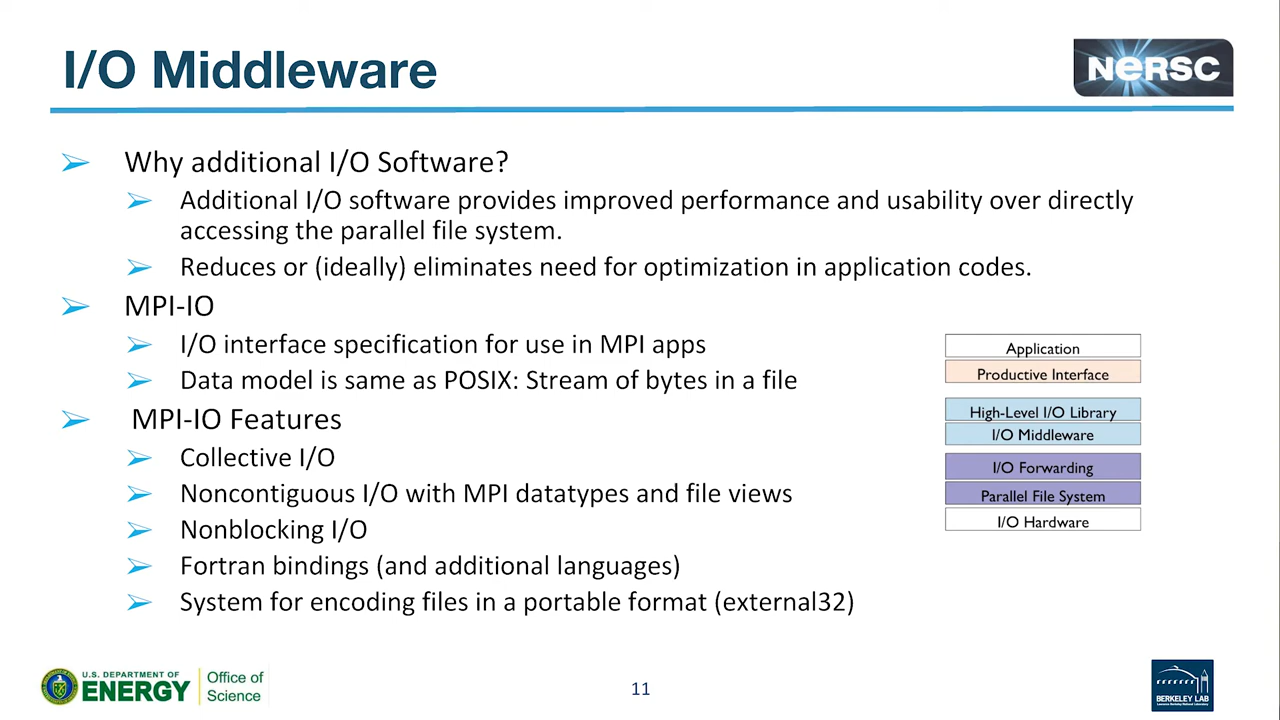 I/O Middleware
NERSC
Why additional I/O Software?
Additional I/O software provides improved performance and usability over directly
accessing the parallel file system.
Reduces or (ideally) eliminates need for optimization in application codes.
MPI-IO
I/O interface specification for use in MPI apps
Data model is same as POSIX: Stream of bytes in a file
MPI-IO Features
Collective I/O
Noncontiguous I/O with MPI datatypes and file views
Nonblocking I/O
Fortran bindings (and additional languages)
System for encoding files in a portable format (external32)
Application
Productive Interface
High-Level I/O Library
I/O Middleware
I/O Forwarding
Parallel File System
I/O Hardware
U.S. DEPARTMENT OF
ENERGY
Office of
Science
11
BERKELEY LAB
Lawrence Berkeley National Laboratory